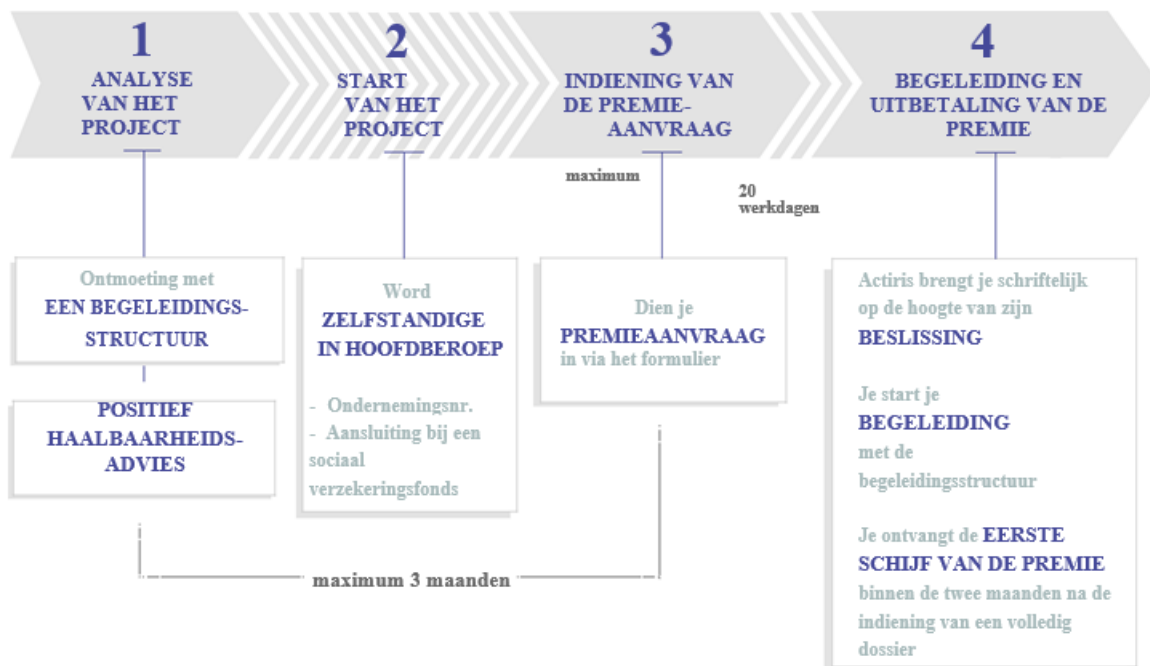 1
ANALYSE
VAN HET
PROJECT
2
START
VAN HET
PROJECT
3
INDIENING VAN
DE PREMIE-
AANVRAAG
4
BEGELEIDING EN
UITBETALING VAN DE
PREMIE
maximum
20
werkdagen
Ontmoeting met
EEN BEGELEIDINGS-
STRUCTUUR
POSITIEF
HAALBAARHEIDS-
ADVIES
Word
ZELFSTANDIGE
IN HOOFDBEROEP
- Ondernemingsnr.
- Aansluiting bij een
sociaal
verzekeringsfonds
Dien je
PREMIEAANVRAAG
in via het formulier
maximum 3 maanden
Actiris brengt je schriftelijk
op de hoogte van zijn
BESLISSING
Je start je
BEGELEIDING
met de
begeleidingsstructuur
Je ontvangt de EERSTE
SCHIJF VAN DE PREMIE
binnen de twee maanden na de
indiening van een volledig
dossier